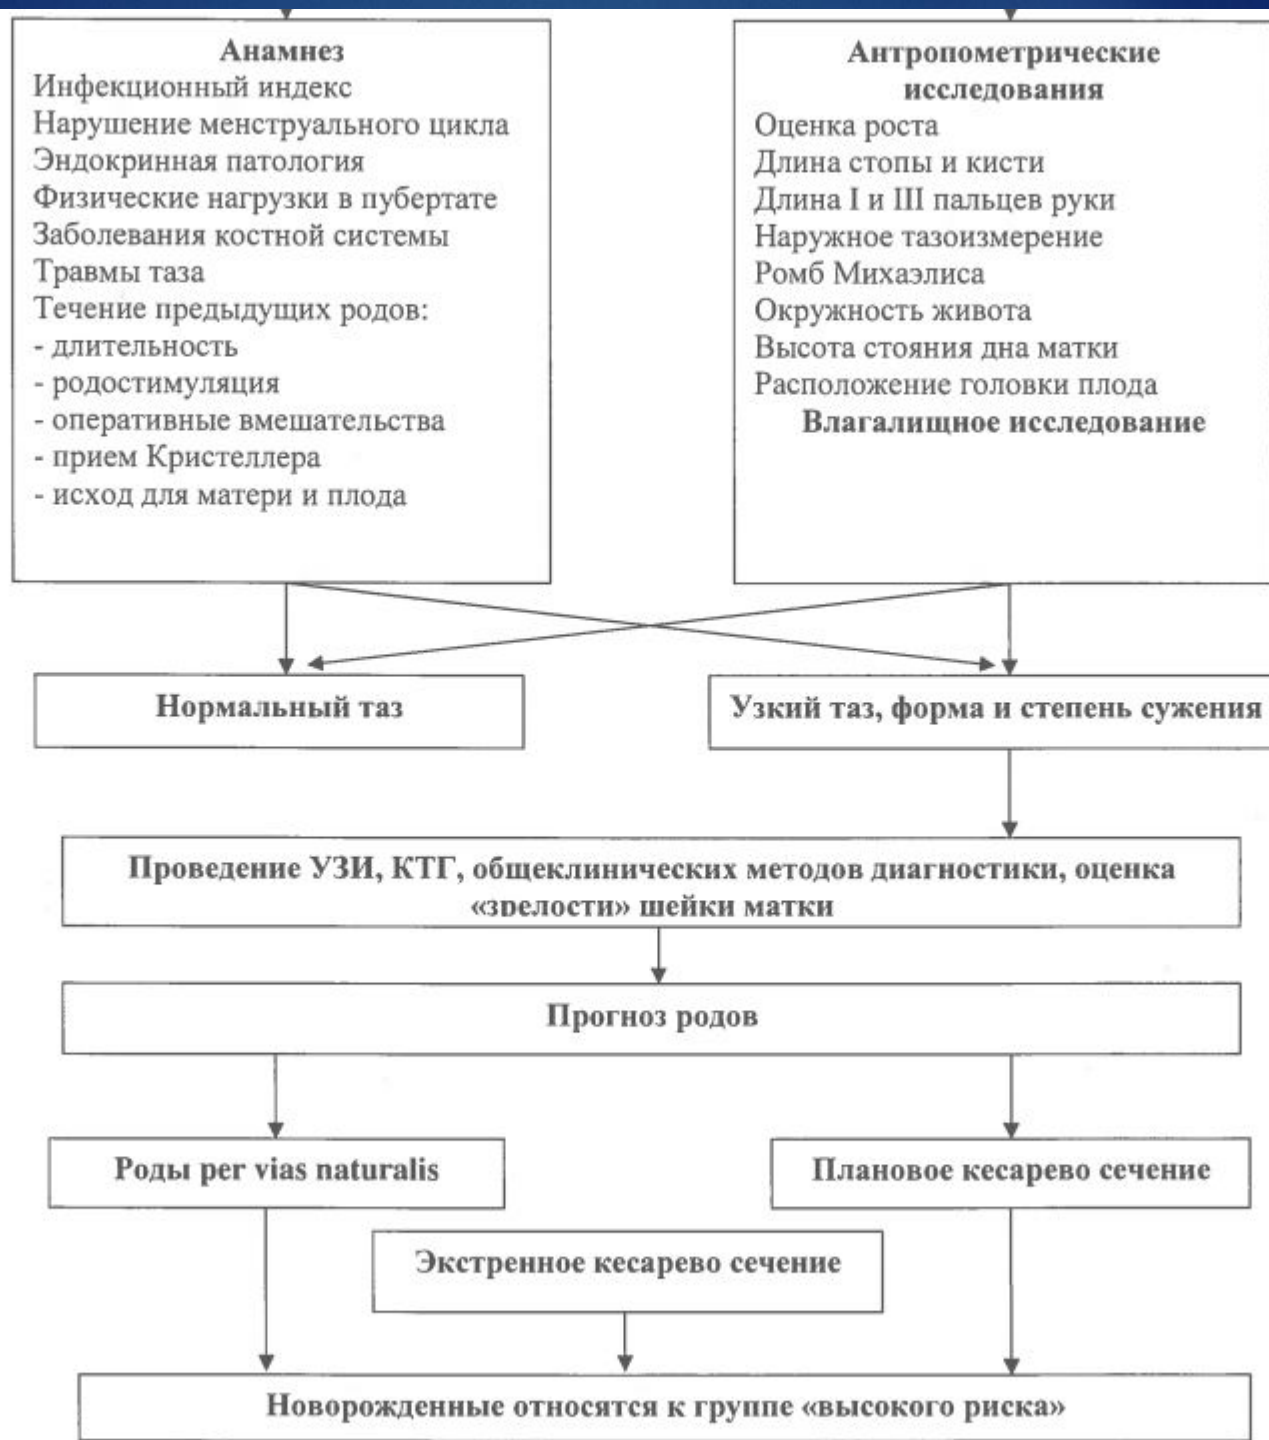 Анамнез
Инфекционный индекс
Нарушение менструального цикла
Эндокринная патология
Физические нагрузки в пубертате
Заболевания костной системы
Травмы таза
Течение предыдущих родов:
- длительность
- родостимуляция
- оперативные вмешательства
- прием Кристеллера
- исход для матери и плода
Антропометрические
исследования
Оценка роста
Длина стопы и кисти
Длина I и III пальцев руки
Наружное тазоизмерение
Ромб Михаэлиса
Окружность живота
Высота стояния дна матки
Расположение головки плода
Влагалищное исследование
Нормальный таз
Узкий таз, форма и степень сужения
Проведение УЗИ, КТГ, общеклинических методов диагностики, оценка
«зрелости» шейки матки
Прогноз родов
Роды per vias naturalis
Плановое кесарево сечение
Экстренное кесарево сечение
Новорожденные относятся к группе «высокого риска»